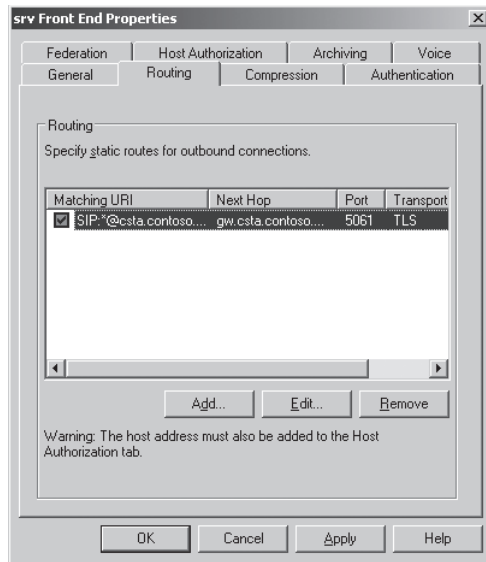 srv Front End Properties
Federation Host Authorization Archiving Voice
General Routing Compression Authentication
Routing
Specify static routes for outbound connections.
Matching URI Next Hop Port Transport
SIP:*@csta.contoso.... gw.csta.contoso.... 5061 TLS
Add... Edit... Remove
Warning: The host address must also be added to the Host
Authorization tab.
OK Cancel Apply Help